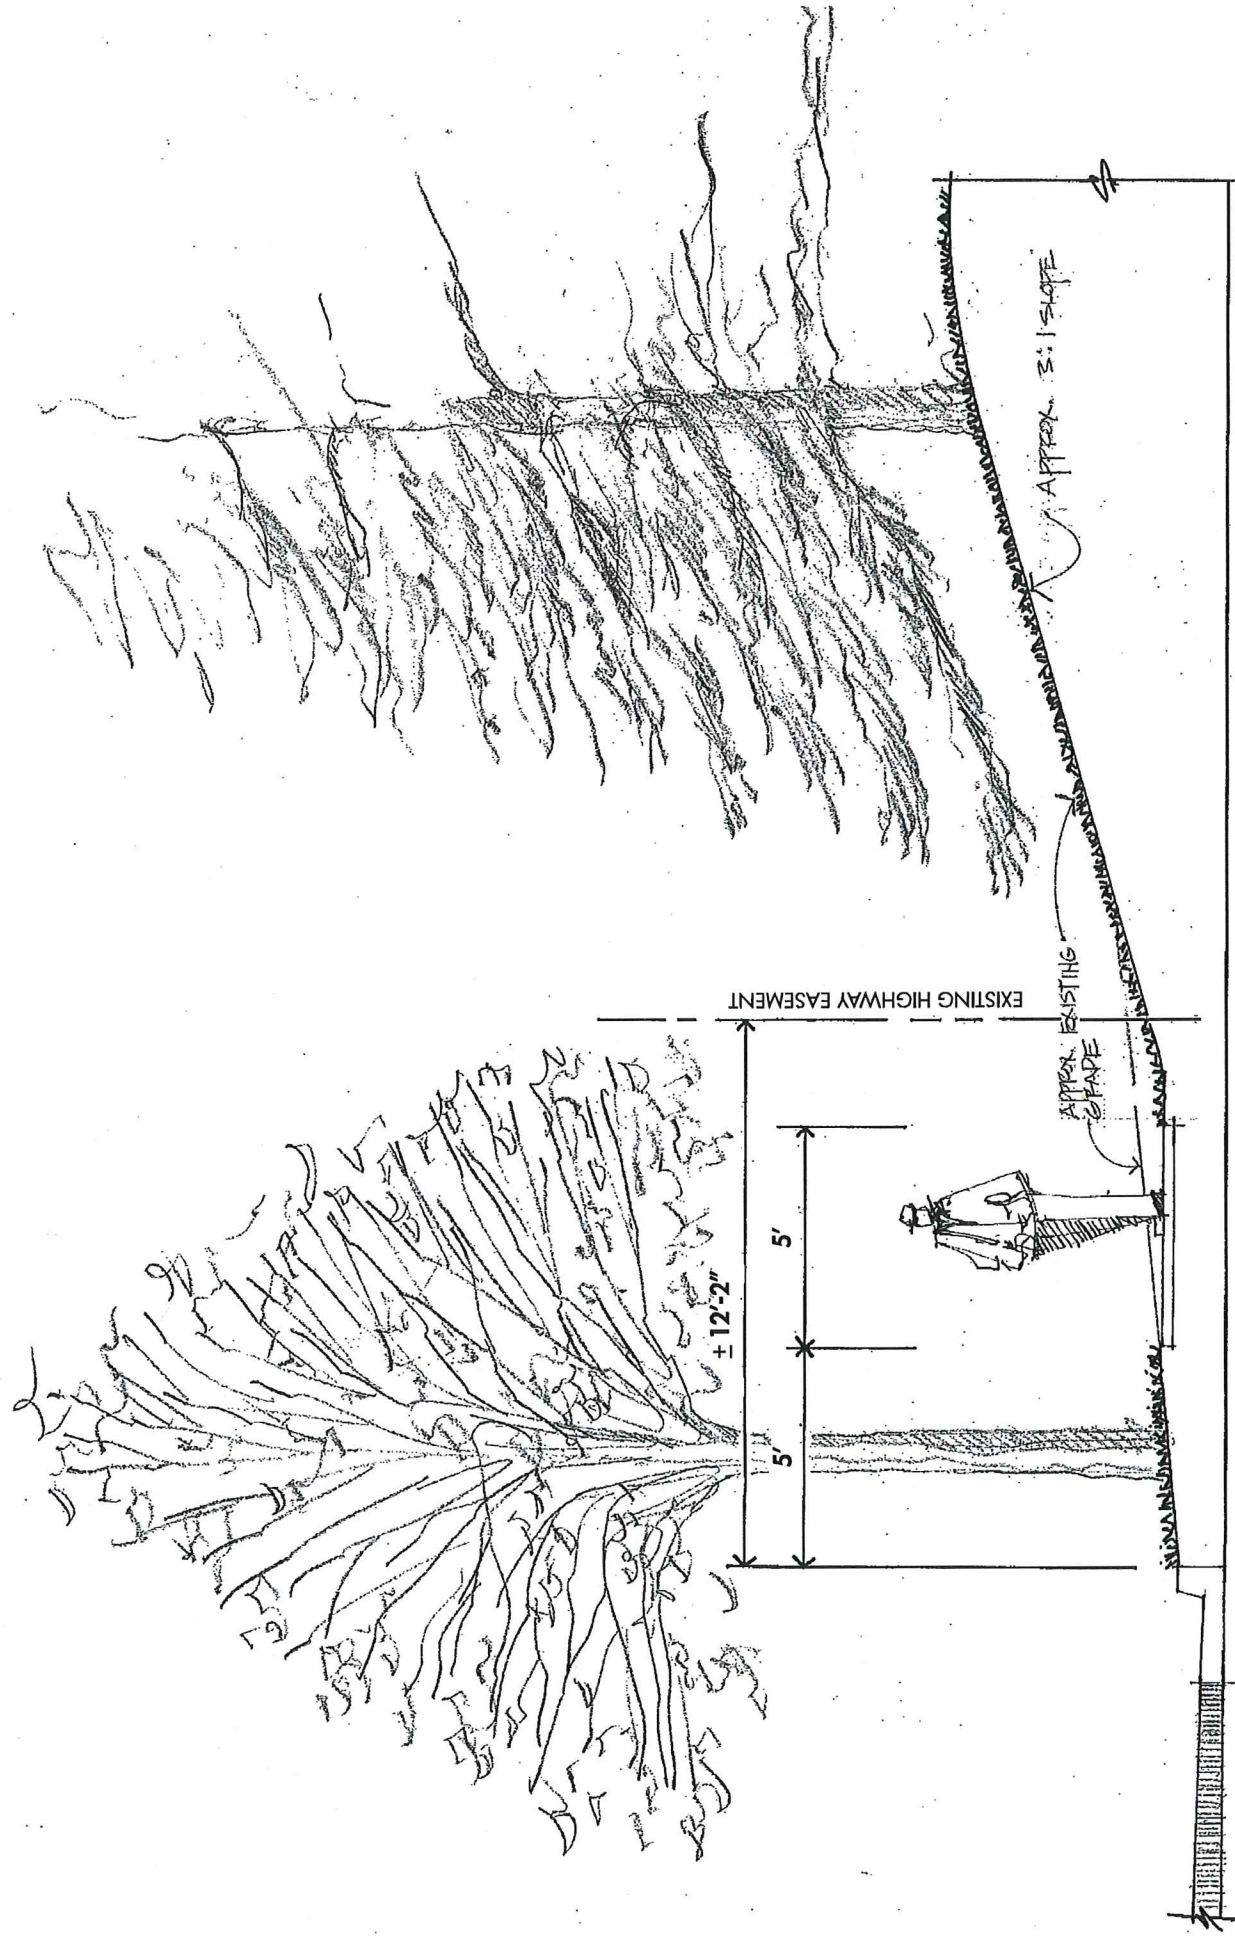 EXISTING HIGHWAY EASEMENT
± 12'-2"
5'
5'
APPROX. EXISTING
GRADE
APPROX. 3:1 SLOPE